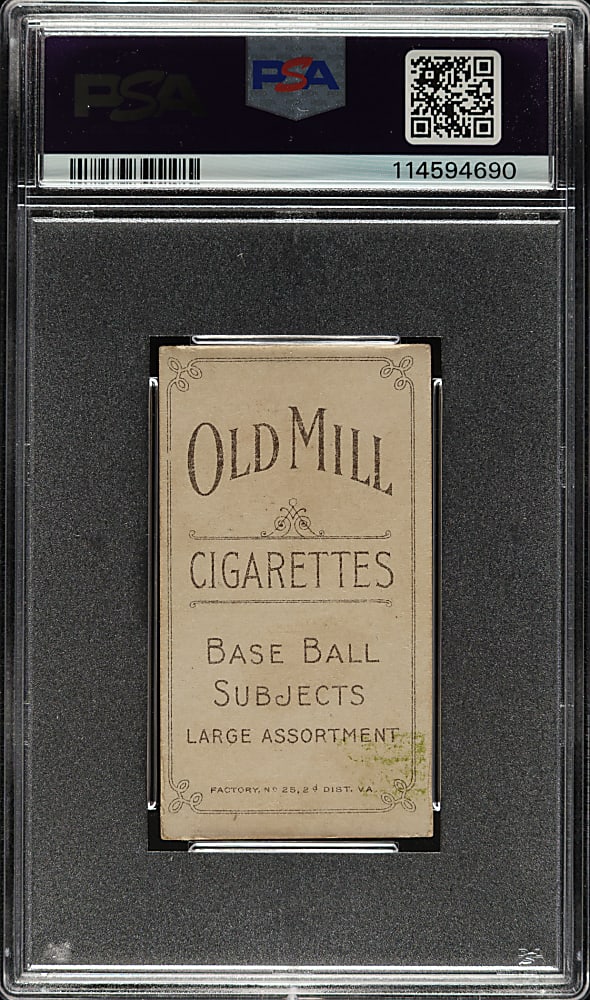 PSA
PSA
114594690
OLD MILL
CIGARETTES
BASE BALL
SUBJECTS
LARGE ASSORTMENT
FACTORY, Nº 25, 2ᵈ DIST. VA.